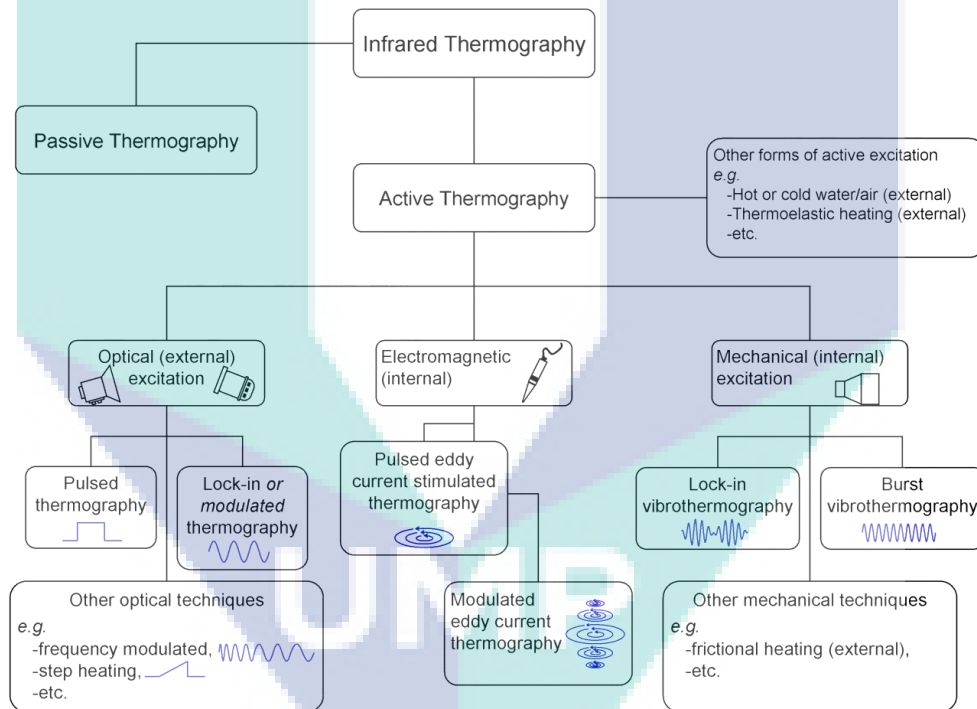 Infrared Thermography
Passive Thermography
Active Thermography
Other forms of active excitation
e.g.
-Hot or cold water/air (external)
-Thermoelastic heating (external)
-etc.
Optical (external)
excitation
Electromagnetic
(internal)
Mechanical (internal)
excitation
Pulsed
thermography
Lock-in or modulated
thermography
Pulsed eddy
current stimulated
thermography
Modulated
eddy current
thermography
Lock-in
vibrothermography
Burst
vibrothermography
Other optical techniques
e.g.
-frequency modulated,
-step heating,
-etc.
Other mechanical techniques
e.g.
-frictional heating (external),
-etc.
UMP